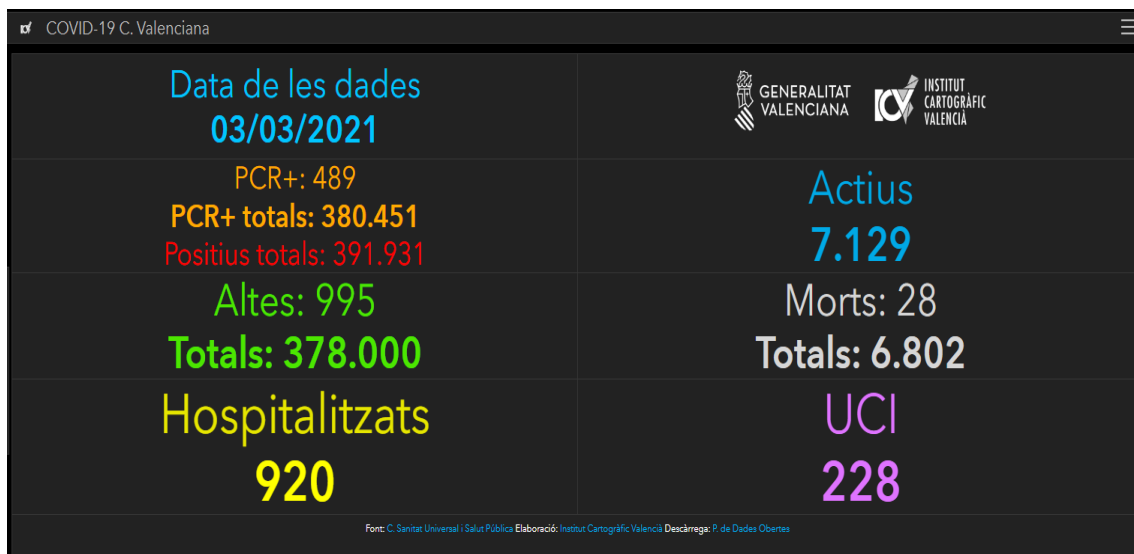 COVID-19 C. Valenciana
Data de les dades
03/03/2021
GENERALITAT
VALENCIANA
ICV
INSTITUT
CARTOGRÀFIC
VALENCIÀ
PCR+: 489
PCR+ totals: 380.451
Positius totals: 391.931
Actius
7.129
Altes: 995
Totals: 378.000
Morts: 28
Totals: 6.802
Hospitalitzats
920
UCI
228
Font: C. Sanitat Universal i Salut Pública Elaboració: Institut Cartogràfic Valencià Descàrrega: P. de Dades Obertes